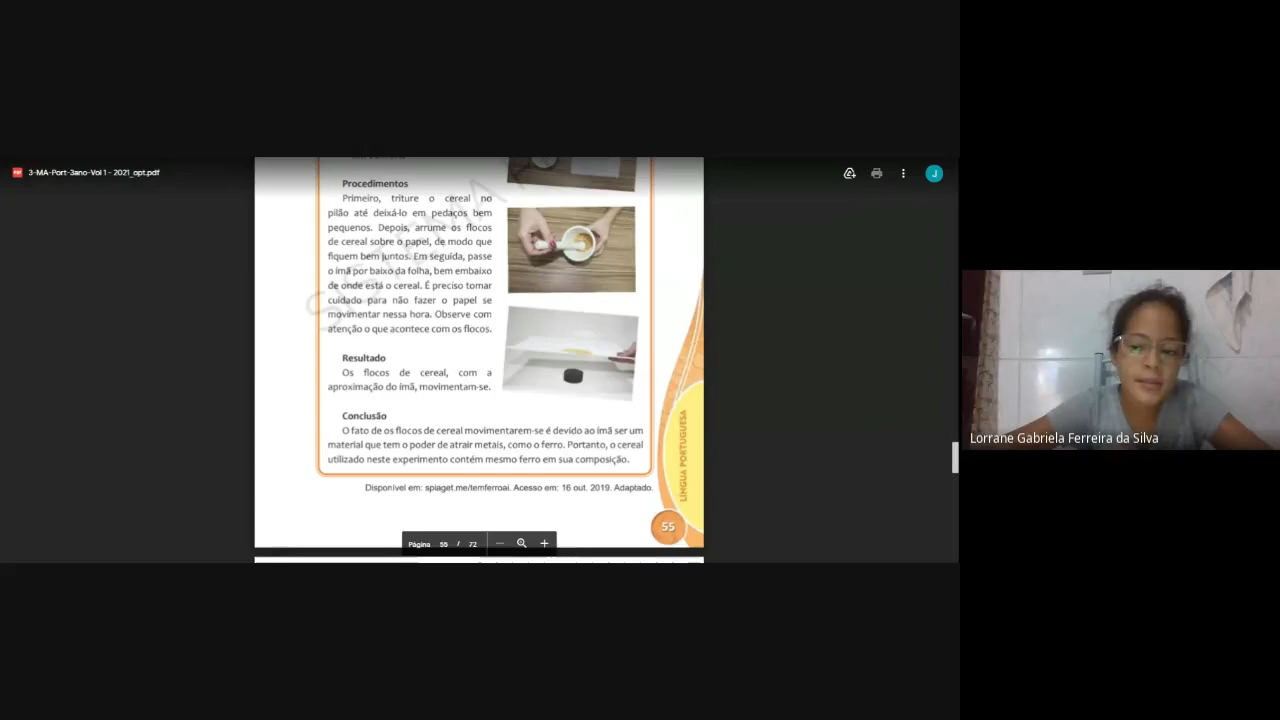 3-MA-Port-3ano-Vol 1 - 2021_opt.pdf
J
Procedimentos
Primeiro, triture o cereal no
pilão até deixá-lo em pedaços bem
pequenos. Depois, arrume os flocos
de cereal sobre o papel, de modo que
fiquem bem juntos. Em seguida, passe
o ímã por baixo da folha, bem embaixo
de onde está o cereal. É preciso tomar
cuidado para não fazer o papel se
movimentar nessa hora. Observe com
atenção o que acontece com os flocos.
Resultado
Os flocos de cereal, com a
aproximação do ímã, movimentam-se.
Conclusão
O fato de os flocos de cereal movimentarem-se é devido ao ímã ser um
material que tem o poder de atrair metais, como o ferro. Portanto, o cereal
utilizado neste experimento contém mesmo ferro em sua composição.
Disponível em: spiaget.me/temferroai. Acesso em: 16 out. 2019. Adaptado.
SISTEMA
LÍNGUA PORTUGUESA
55
Página 55 / 72
Lorrane Gabriela Ferreira da Silva